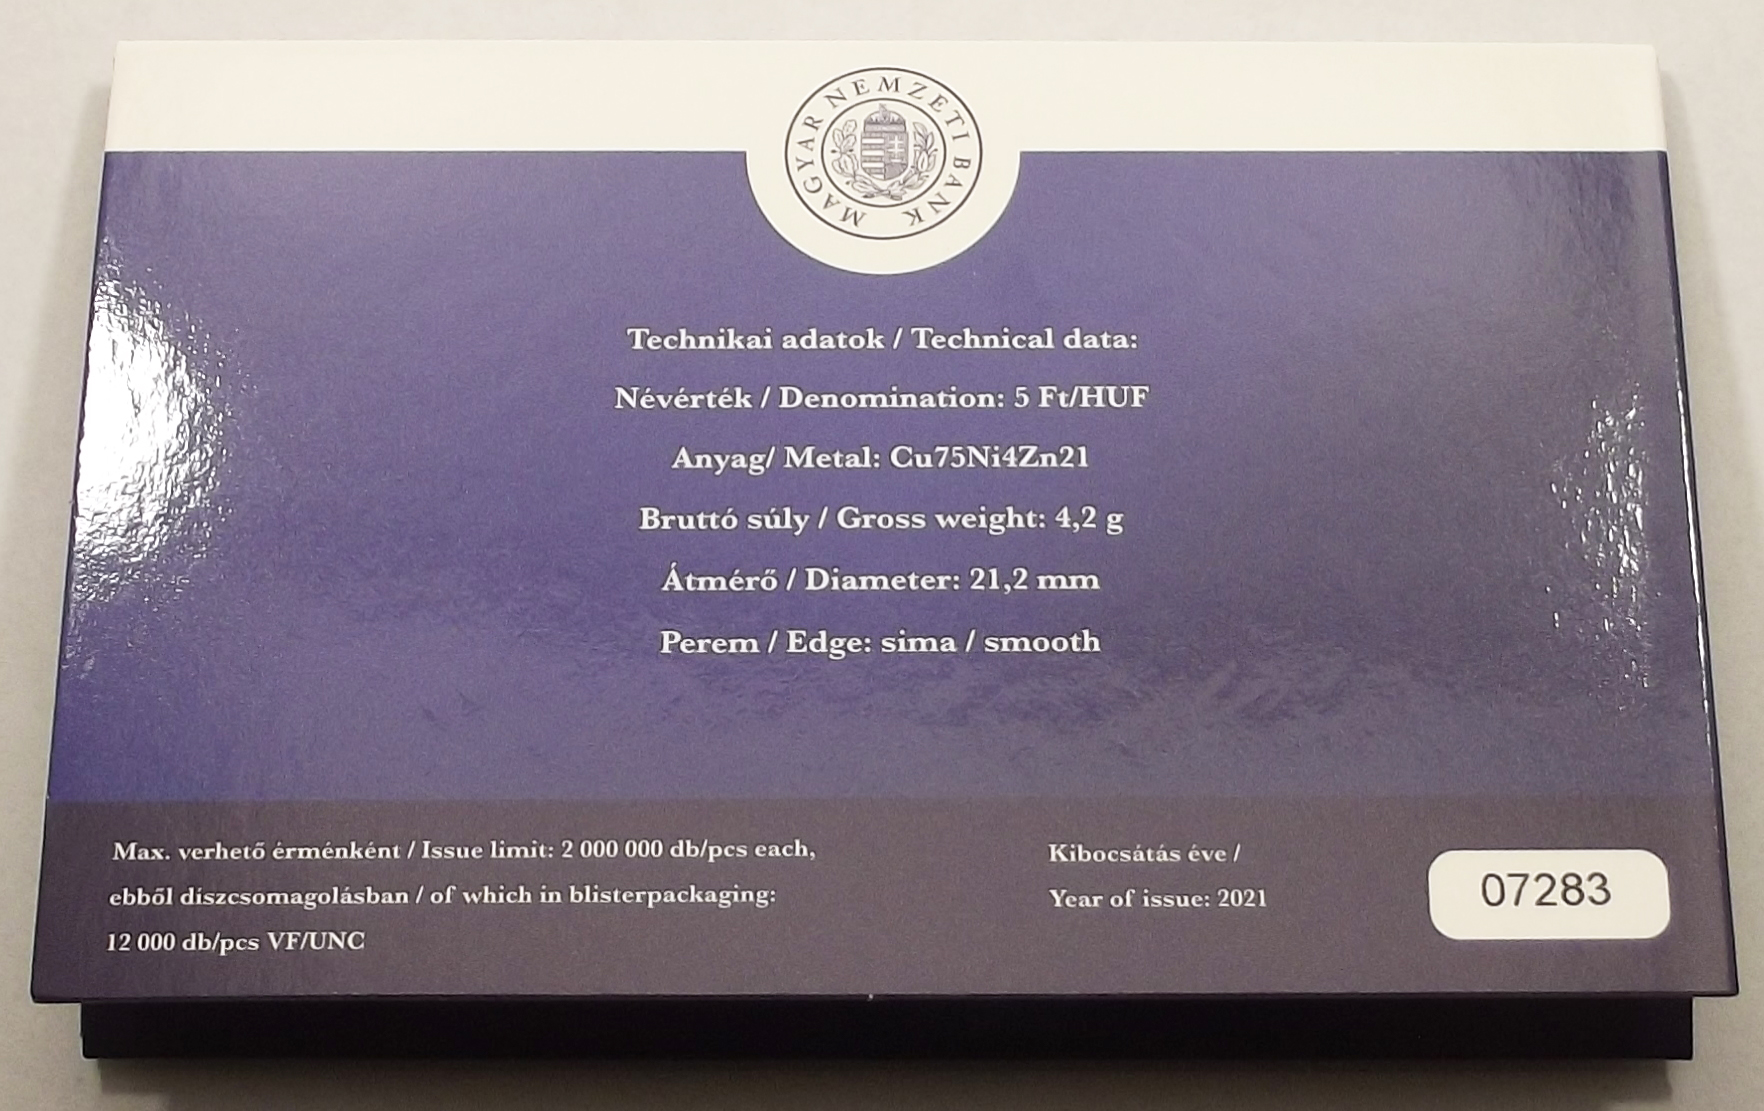 MAGYAR NEMZETI BANK
Technikai adatok / Technical data:
Névérték / Denomination: 5 Ft/HUF
Anyag/ Metal: Cu75Ni4Zn21
Bruttó súly / Gross weight: 4,2 g
Átmérő / Diameter: 21,2 mm
Perem / Edge: sima / smooth
Max. verhető érménként / Issue limit: 2 000 000 db/pcs each,
ebből díszcsomagolásban / of which in blisterpackaging:
12 000 db/pcs VF/UNC
Kibocsátás éve /
Year of issue: 2021
07283